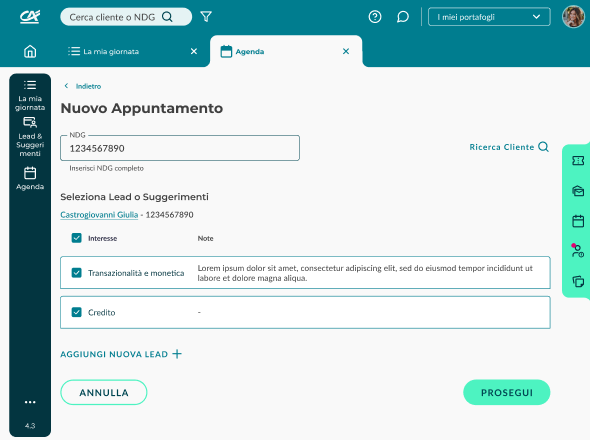 CA
Cerca cliente o NDG
I miei portafogli
La mia giornata
Agenda
La mia
giornata
Lead &
Suggeri
menti
Agenda
4.3
Indietro
Nuovo Appuntamento
NDG
1234567890
Inserisci NDG completo
Ricerca Cliente
Seleziona Lead o Suggerimenti
Castrogiovanni Giulia - 1234567890
Interesse Note
Transazionalità e monetica
Lorem ipsum dolor sit amet, consectetur adipiscing elit, sed do eiusmod tempor incididunt ut
labore et dolore magna aliqua.
Credito -
AGGIUNGI NUOVA LEAD
ANNULLA
PROSEGUI